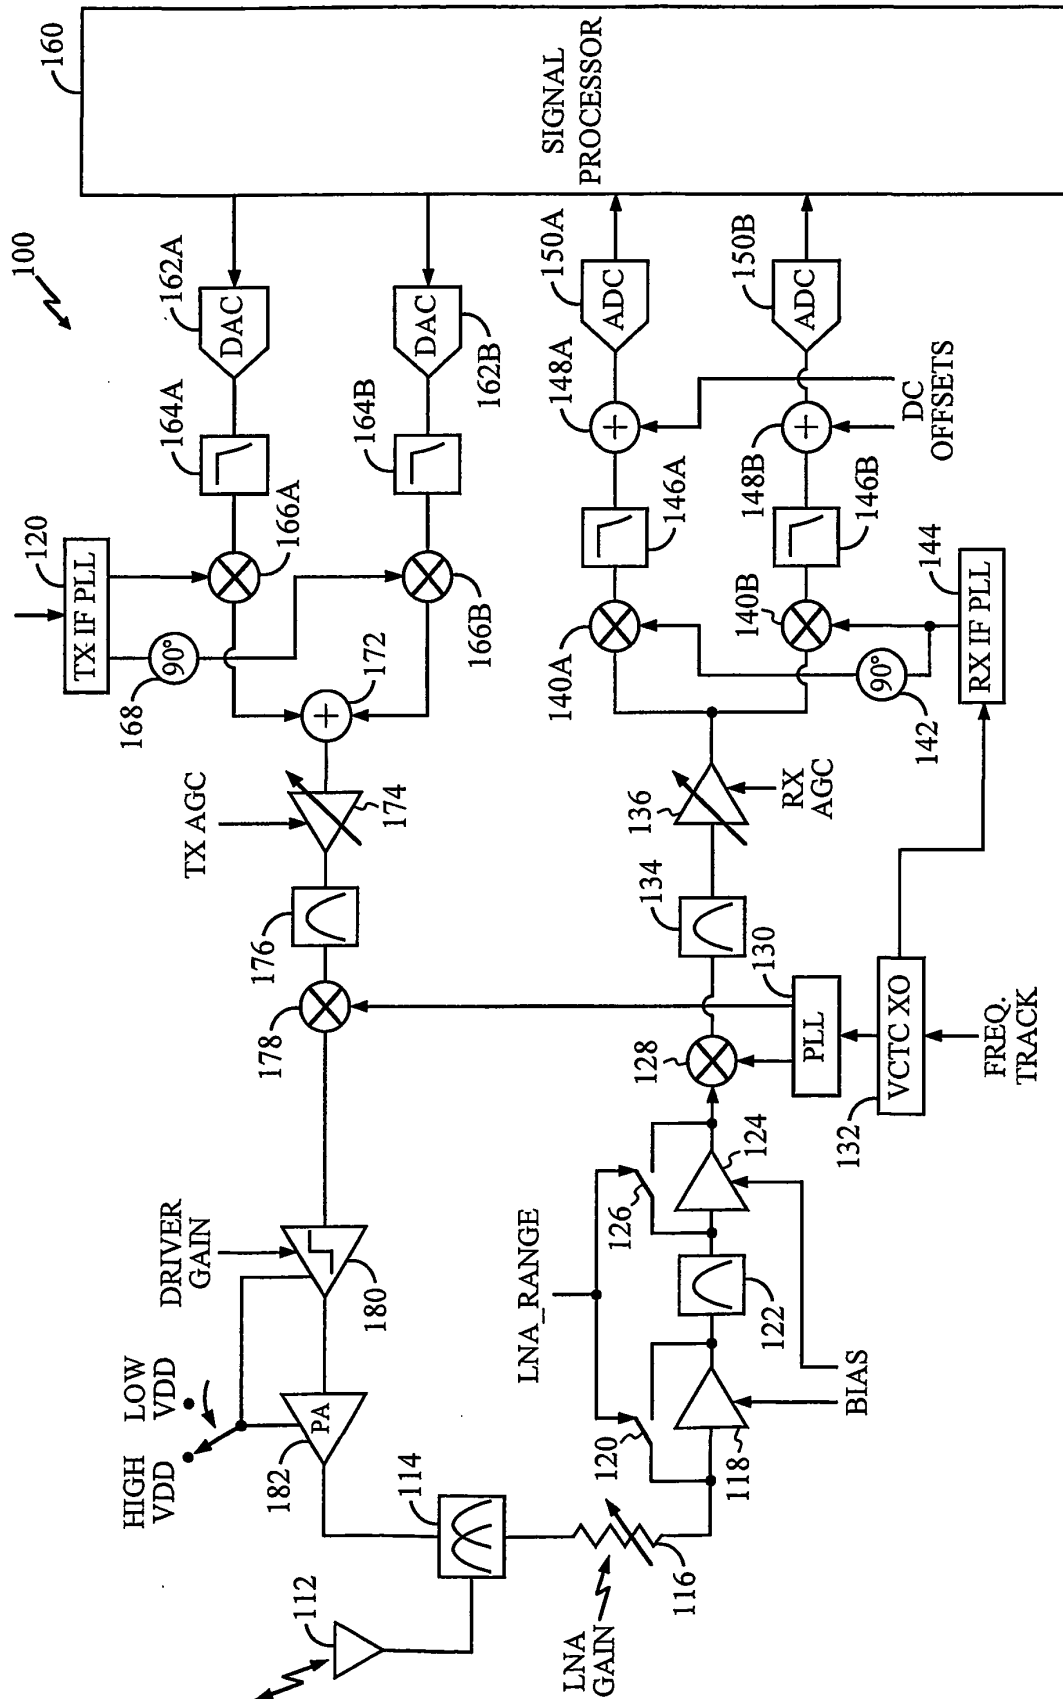 100
160
SIGNAL
PROCESSOR
112
114
HIGH
VDD
LOW
VDD
182
PA
DRIVER
GAIN
180
178
176
TX AGC
174
172
168
90°
TX IF PLL
120
166A
166B
164A
164B
162A
DAC
DAC
162B
LNA
GAIN
116
118
120
LNA_RANGE
122
BIAS
124
126
128
PLL
130
VCTC XO
132
FREQ.
TRACK
134
136
RX
AGC
140A
140B
90°
142
RX IF PLL
144
146A
146B
148A
148B
DC
OFFSETS
150A
ADC
150B
ADC